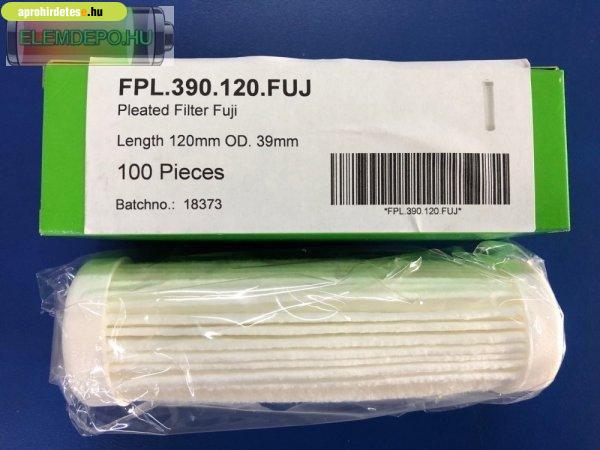 aprohirdetese.hu
ELEMDEPO.HU
FPL.390.120.FUJ
Pleated Filter Fuji
Length 120mm OD. 39mm
100 Pieces
Batchno.: 18373
*FPL.390.120.FUJ*